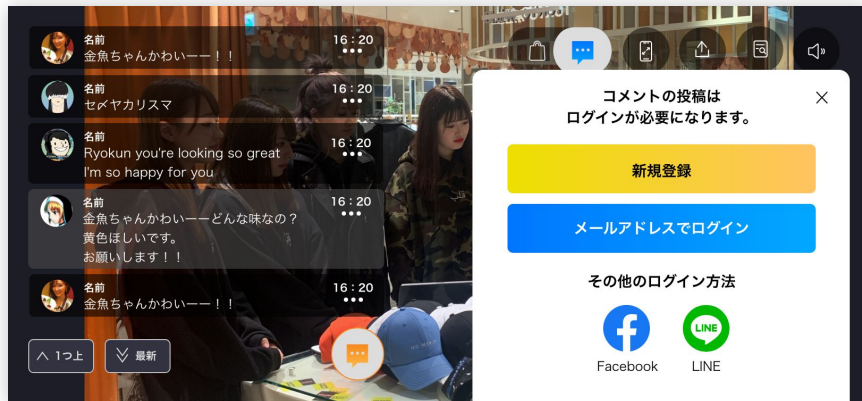 名前
16：20
金魚ちゃんかわいーー！！
名前
16：20
セ〆ヤカリスマ
名前
16：20
Ryokun you're looking so great
I'm so happy for you
名前
16：20
金魚ちゃんかわいーーどんな味なの？
黄色ほしいです。
お願いします！！
名前
16：20
金魚ちゃんかわいーー！！
1つ上
最新
コメントの投稿は
ログインが必要になります。
新規登録
メールアドレスでログイン
その他のログイン方法
LINE
Facebook
LINE